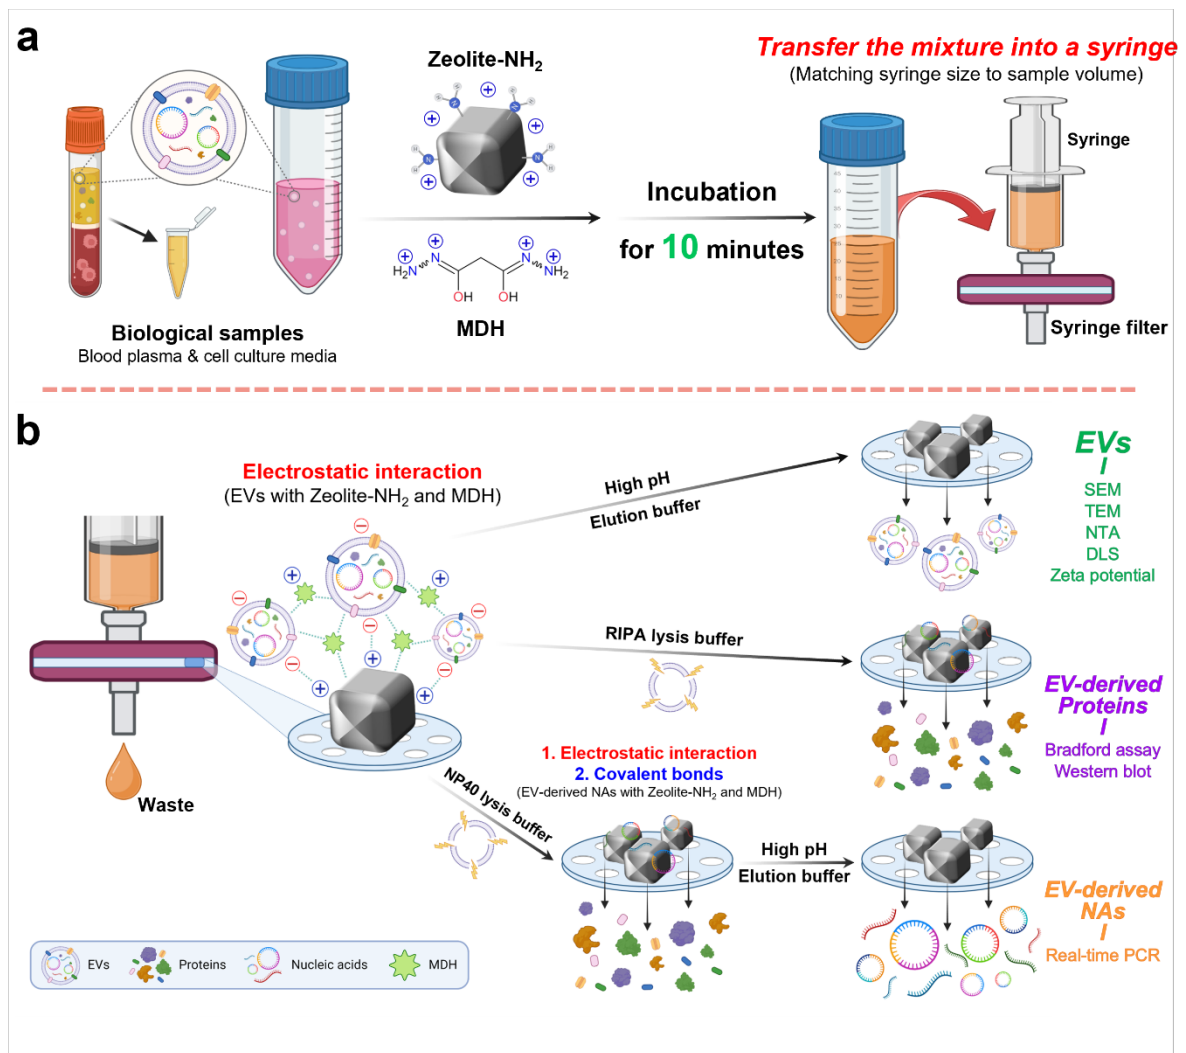 a
Zeolite-NH2
Transfer the mixture into a syringe
(Matching syringe size to sample volume)
Syringe
Incubation
for 10 minutes
H2N
N
N
NH2
OH
OH
MDH
Syringe filter
Biological samples
Blood plasma & cell culture media
b
Electrostatic interaction
(EVs with Zeolite-NH2 and MDH)
High pH
Elution buffer
EVs
SEM
TEM
NTA
DLS
Zeta potential
RIPA lysis buffer
EV-derived
Proteins
Bradford assay
Western blot
Waste
NP40 lysis buffer
1. Electrostatic interaction
2. Covalent bonds
(EV-derived NAs with Zeolite-NH2 and MDH)
High pH
Elution buffer
EV-derived
NAs
Real-time PCR
EVs
Proteins
Nucleic acids
MDH